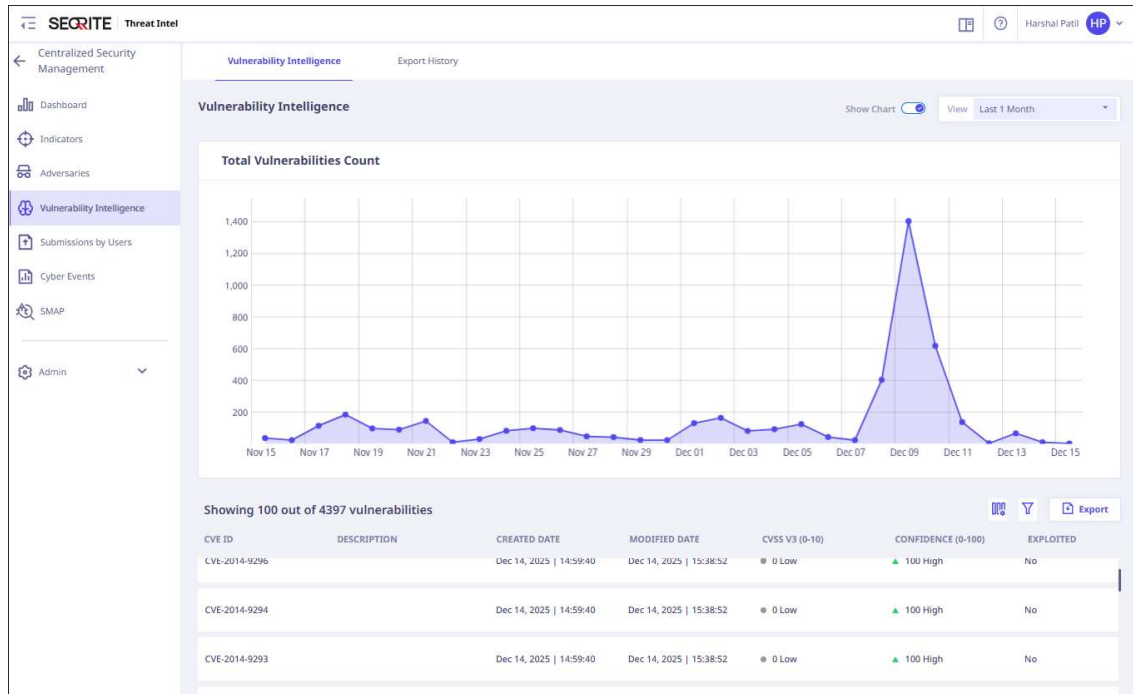 SEQRITE Threat Intel
Harshal Patil HP
Centralized Security
Management
Dashboard
Indicators
Adversaries
Vulnerability Intelligence
Submissions by Users
Cyber Events
SMAP
Admin
Vulnerability Intelligence Export History
Vulnerability Intelligence
Show Chart View Last 1 Month
Total Vulnerabilities Count
1,400
1,200
1,000
800
600
400
200
Nov 15 Nov 17 Nov 19 Nov 21 Nov 23 Nov 25 Nov 27 Nov 29 Dec 01 Dec 03 Dec 05 Dec 07 Dec 09 Dec 11 Dec 13 Dec 15
Showing 100 out of 4397 vulnerabilities
Export
CVE ID DESCRIPTION CREATED DATE MODIFIED DATE CVSS V3 (0-10) CONFIDENCE (0-100) EXPLOITED
CVE-2014-9296 Dec 14, 2025 | 14:59:40 Dec 14, 2025 | 15:38:52 0 Low 100 High No
CVE-2014-9294 Dec 14, 2025 | 14:59:40 Dec 14, 2025 | 15:38:52 0 Low 100 High No
CVE-2014-9293 Dec 14, 2025 | 14:59:40 Dec 14, 2025 | 15:38:52 0 Low 100 High No